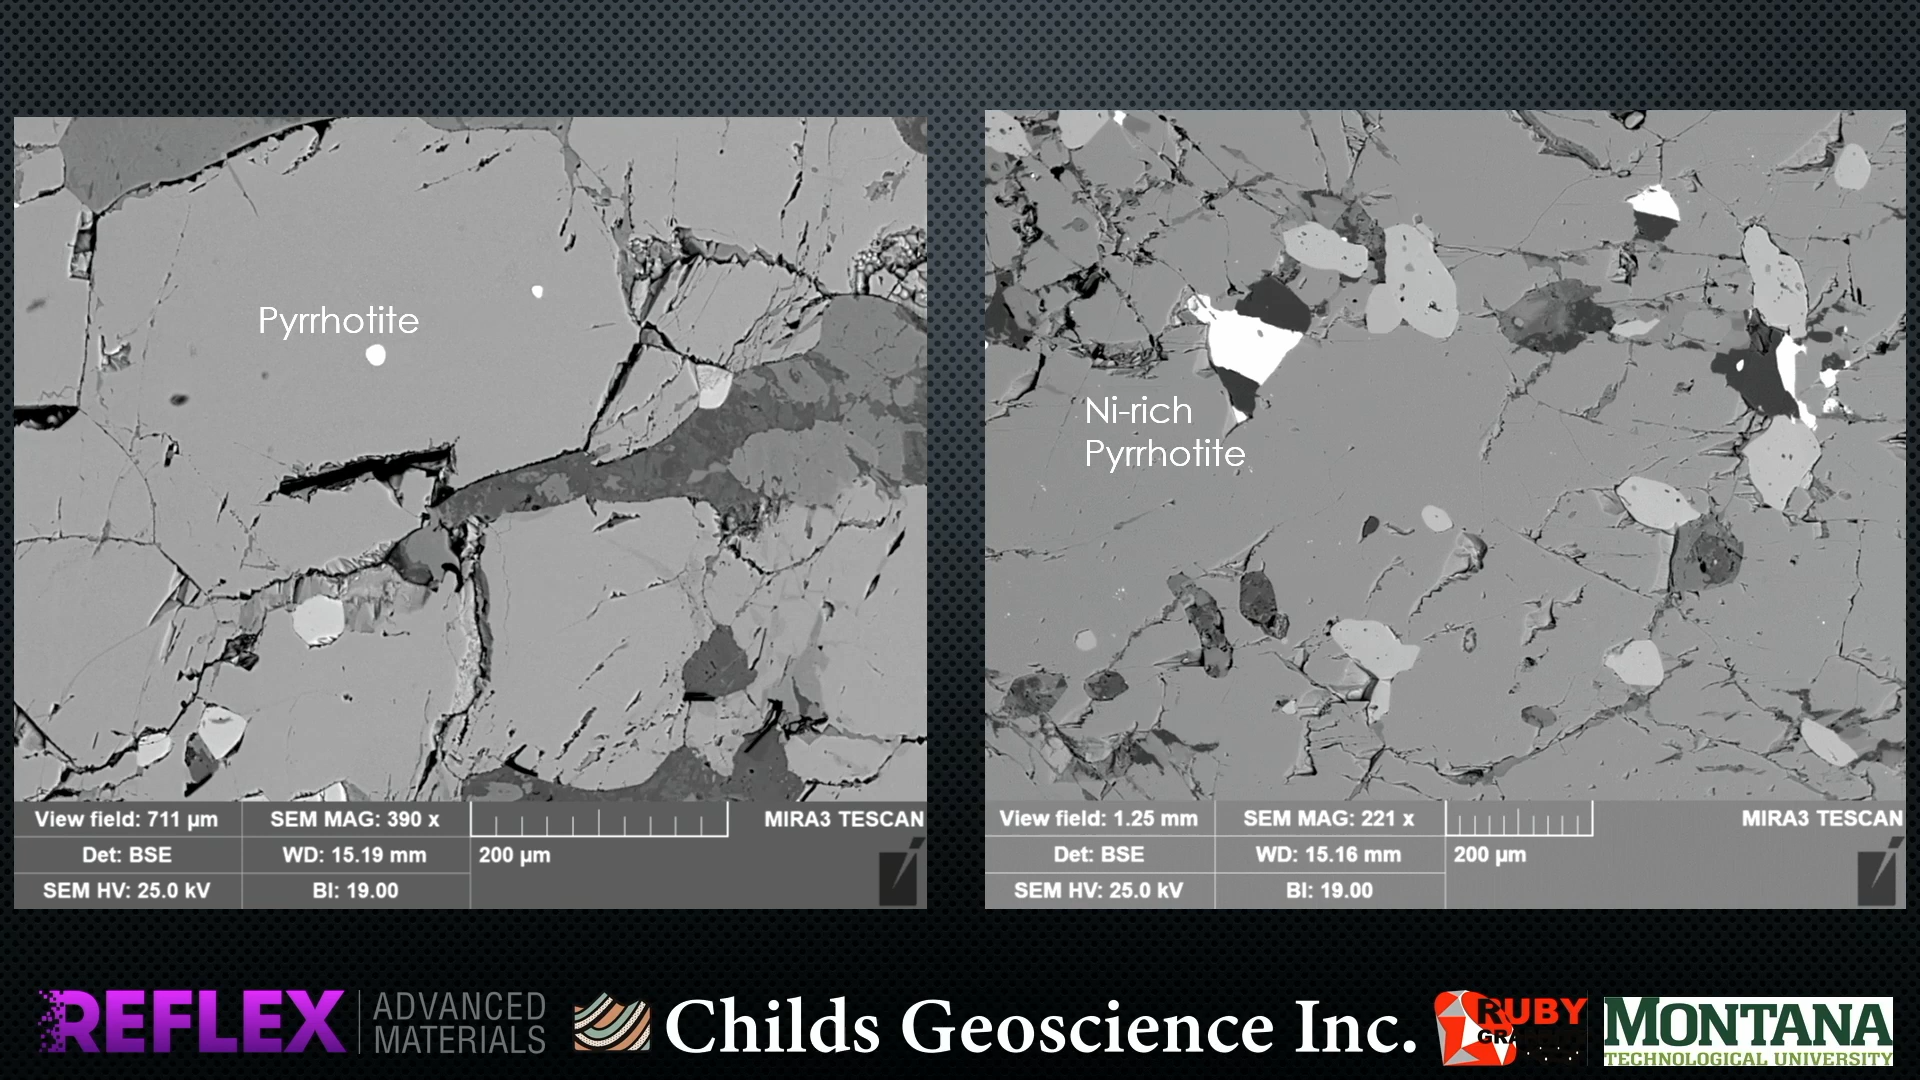 Pyrrhotite
View field: 711 µm
SEM MAG: 390 x
MIRA3 TESCAN
Det: BSE
WD: 15.19 mm
200 µm
SEM HV: 25.0 kV
BI: 19.00
Ni-rich
Pyrrhotite
View field: 1.25 mm
SEM MAG: 221 x
MIRA3 TESCAN
Det: BSE
WD: 15.16 mm
200 µm
SEM HV: 25.0 kV
BI: 19.00
REFLEX
ADVANCED
MATERIALS
Childs Geoscience Inc.
RUBY
MONTANA
TECHNOLOGICAL UNIVERSITY